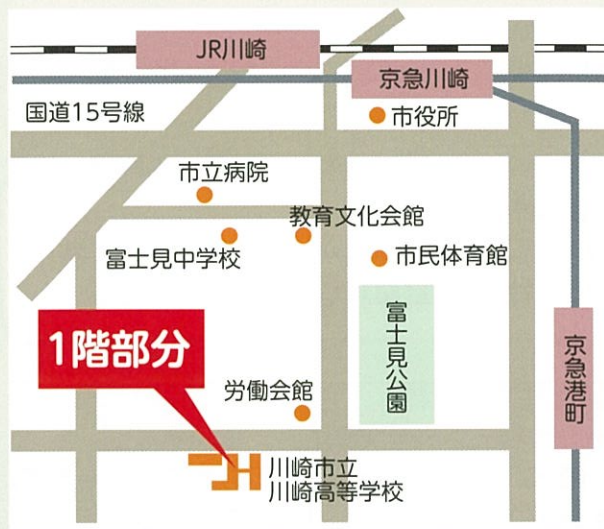 JR川崎
京急川崎
国道15号線
市役所
市立病院
教育文化会館
富士見中学校
市民体育館
富士見公園
1階部分
京急港町
労働会館
川崎市立
川崎高等学校